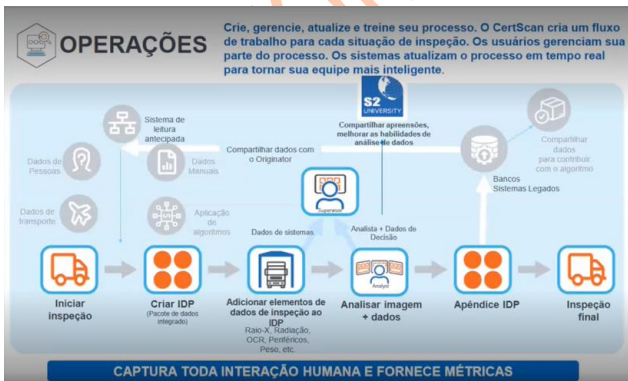 OPERAÇÕES
Crie, gerencie, atualize e treine seu processo. O CertScan cria um fluxo
de trabalho para cada situação de inspeção. Os usuários gerenciam sua
parte do processo. Os sistemas atualizam o processo em tempo real
para tornar sua equipe mais inteligente.
S2
UNIVERSITY
Sistema de
leitura
antecipada
Compartilhar apreensões,
melhorar as habilidades de
análise de dados
Compartilhar dados com
o Originator
Compartilhar
dados
para contribuir
com o algoritmo
Dados de
Pessoas
Dados
Manuais
Bancos
Sistemas Legados
Dados de
transporte
Aplicação
de
algoritmos
Supervisor
Dados de sistemas
Analista + Dados de
Decisão
Analyst
Iniciar
inspeção
Criar IDP
(Pacote de dados
integrado)
Adicionar elementos de
dados de inspeção ao
IDP
Raio-X, Radiação,
OCR, Periféricos,
Peso, etc.
Analisar imagem
+ dados
Apêndice IDP
Inspeção
final
CAPTURA TODA INTERAÇÃO HUMANA E FORNECE MÉTRICAS